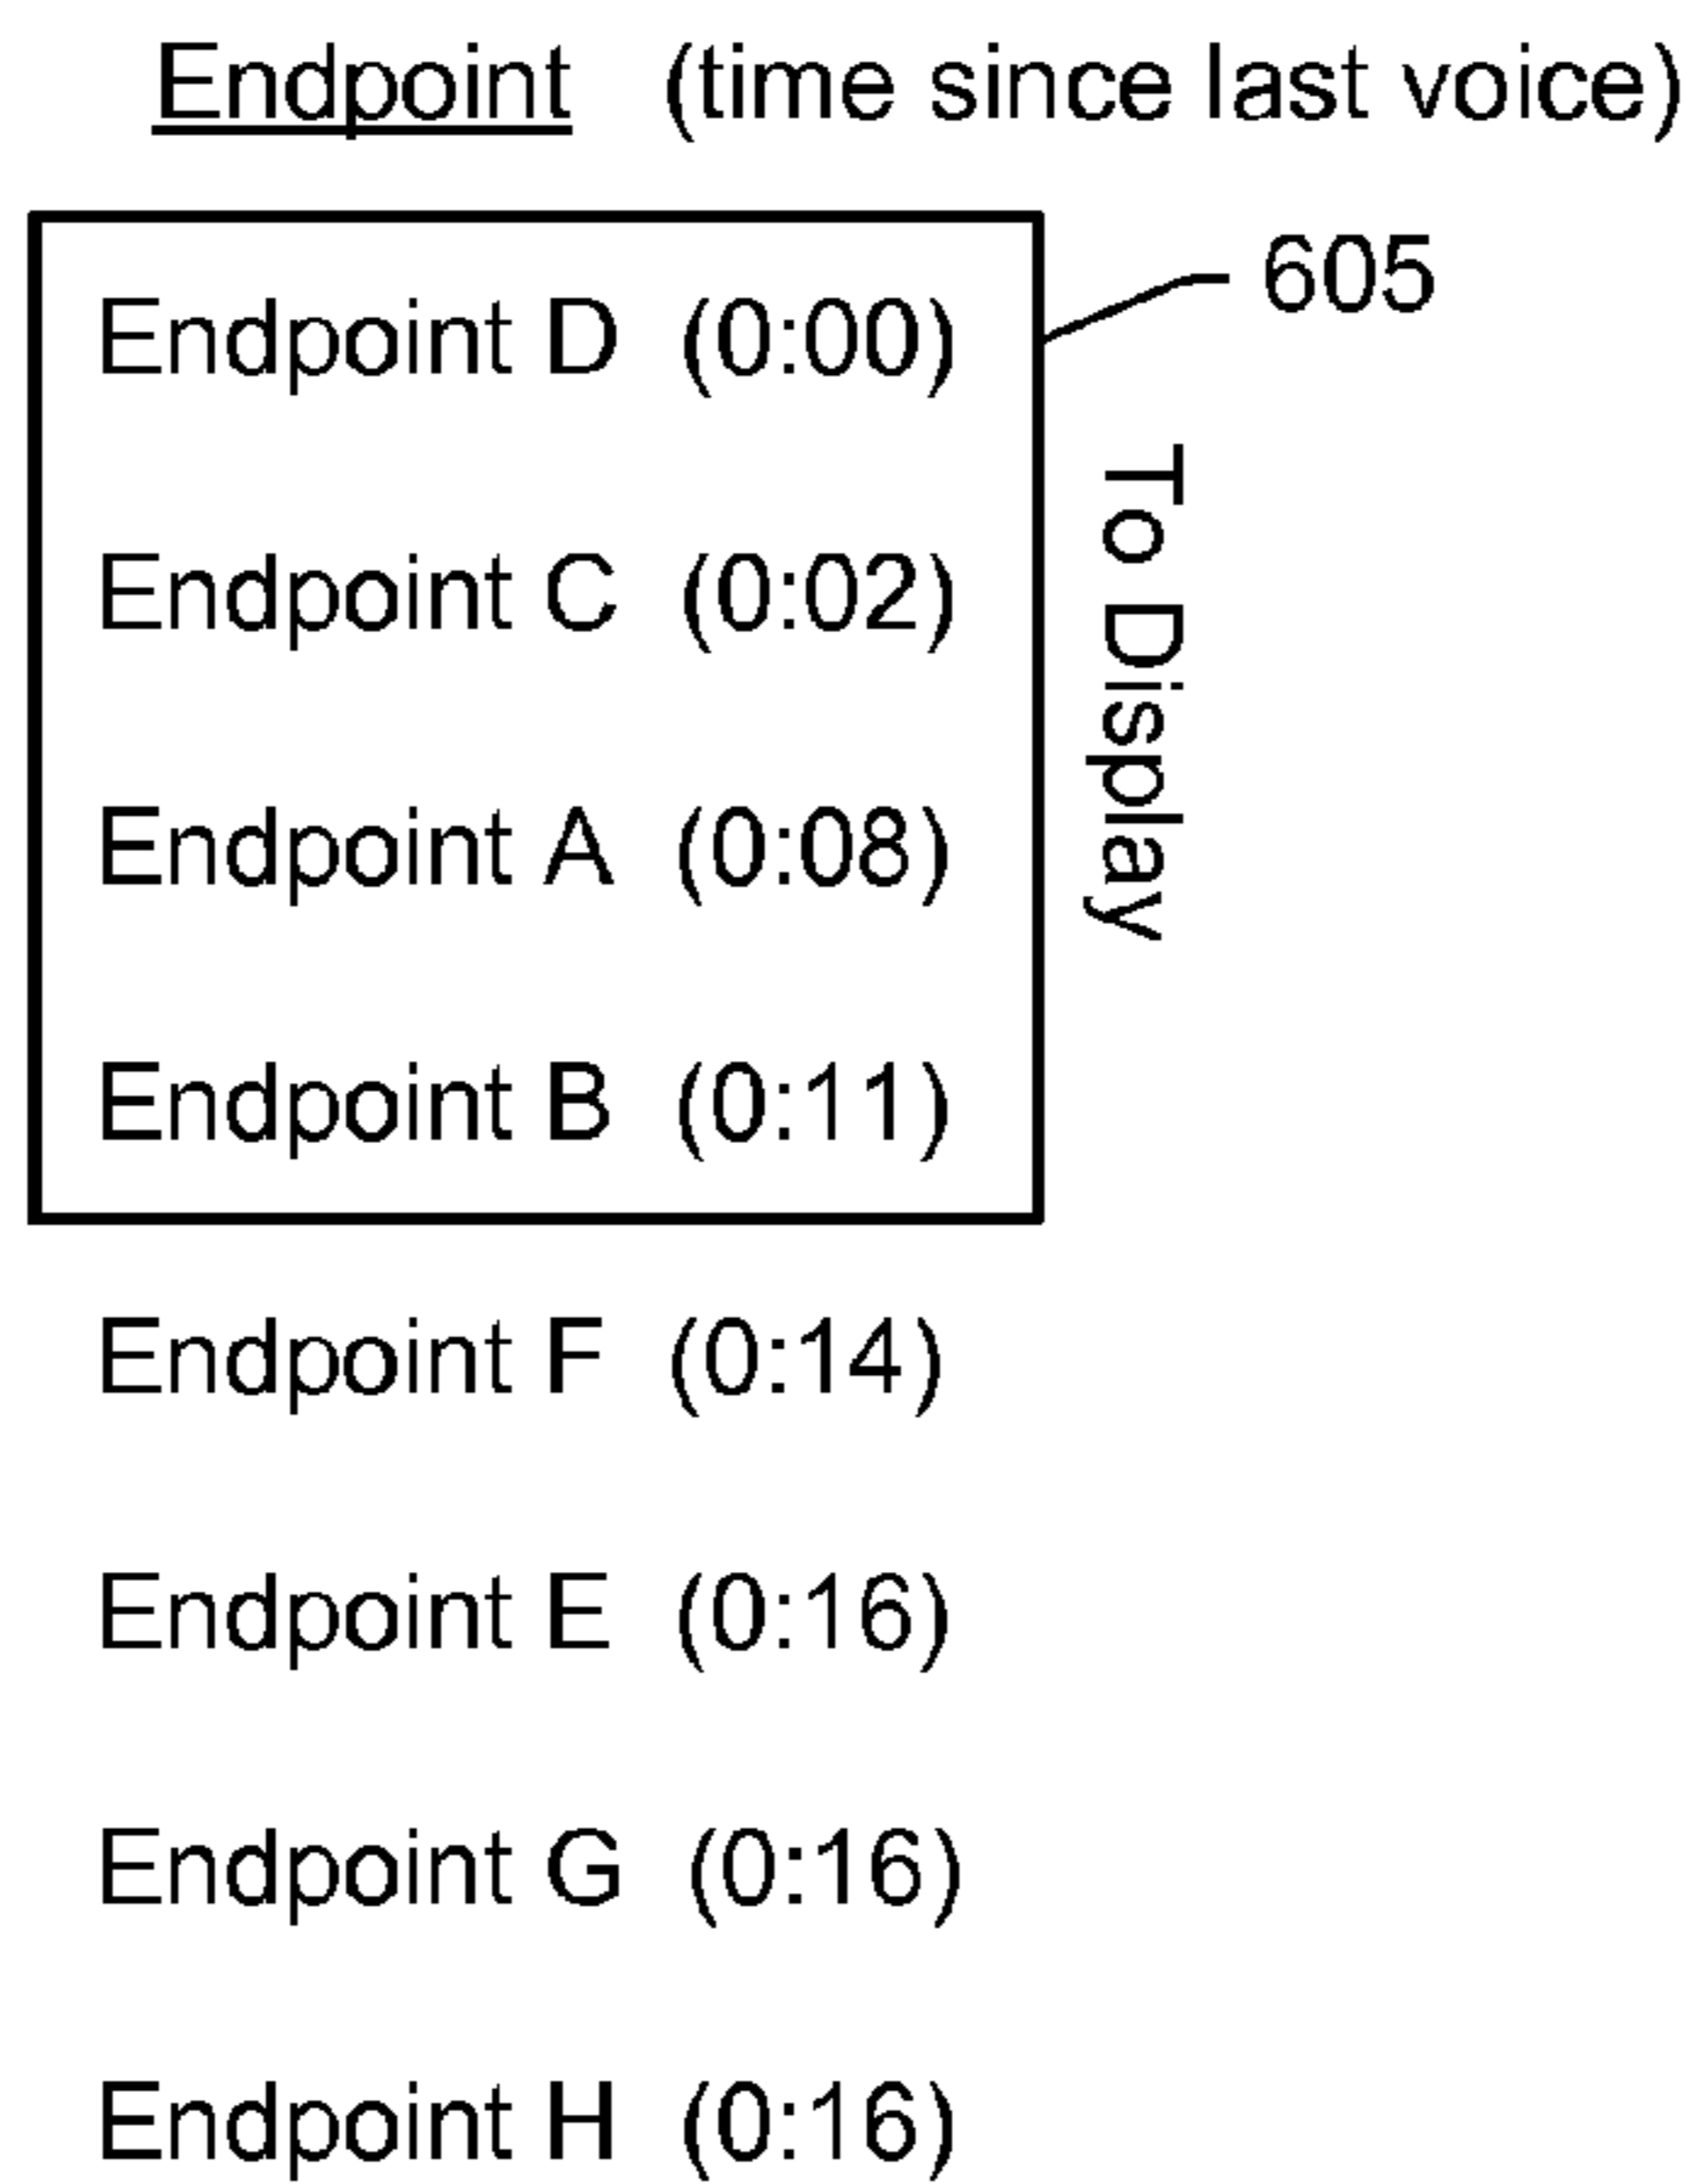 Endpoint (time since last voice)
605
Endpoint D (0:00)
Endpoint C (0:02)
Endpoint A (0:08)
Endpoint B (0:11)
To Display
Endpoint F (0:14)
Endpoint E (0:16)
Endpoint G (0:16)
Endpoint H (0:16)